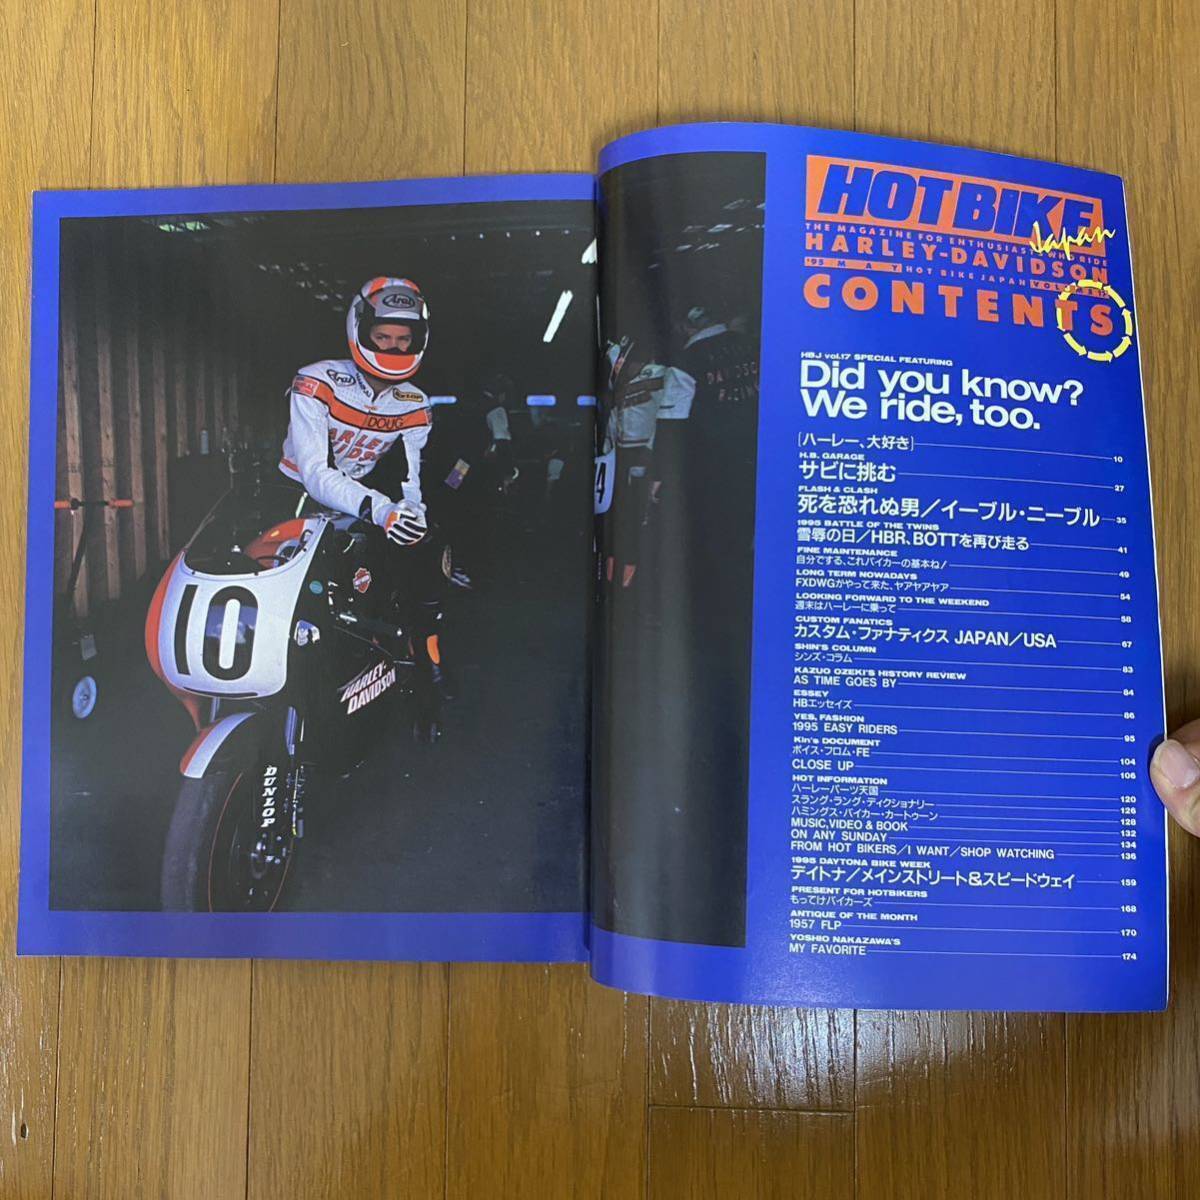 Arai
Arai
DUNLOP
DOUG
HARLEY
DAVIDSON
10
HARLEY-
DAVIDSON
DUNLOP
4
DAVIDSON
RACING
HOT BIKE
Japan
THE MAGAZINE FOR ENTHUSIASTS WHO RIDE
HARLEY-DAVIDSON
'95 MAY HOT BIKE JAPAN VOLUME 17
CONTENTS
HBJ vol.17 SPECIAL FEATURING
Did you know?
We ride, too.
[ハーレー、大好き] 10
H.B. GARAGE
サビに挑む 27
FLASH & CLASH
死を恐れぬ男/イーブル・ニーブル 35
1995 BATTLE OF THE TWINS
雪辱の日/HBR、BOTTを再び走る 41
FINE MAINTENANCE
自分でする、これバイカーの基本ね! 49
LONG TERM NOWADAYS
FXDWGがやって来た、ヤアヤアヤア 54
LOOKING FORWARD TO THE WEEKEND
週末はハーレーに乗って 58
CUSTOM FANATICS
カスタム・ファナティクス JAPAN/USA 67
SHIN'S COLUMN
シンズ・コラム 83
KAZUO OZEKI'S HISTORY REVIEW
AS TIME GOES BY 84
ESSEY
HBエッセイズ 86
YES, FASHION
1995 EASY RIDERS 95
Kin's DOCUMENT
ボイス・フロム・FE 104
CLOSE UP 106
HOT INFORMATION
ハーレーパーツ天国 120
スラング・ラング・ディクショナリー 126
ハミングス・バイカー・カートゥーン 128
MUSIC, VIDEO & BOOK 132
ON ANY SUNDAY 134
FROM HOT BIKERS/I WANT/SHOP WATCHING 136
1995 DAYTONA BIKE WEEK
デイトナ/メインストリート&スピードウェイ 159
PRESENT FOR HOTBIKERS
もってけバイカーズ 168
ANTIQUE OF THE MONTH
1957 FLP 170
YOSHIO NAKAZAWA'S
MY FAVORITE 174